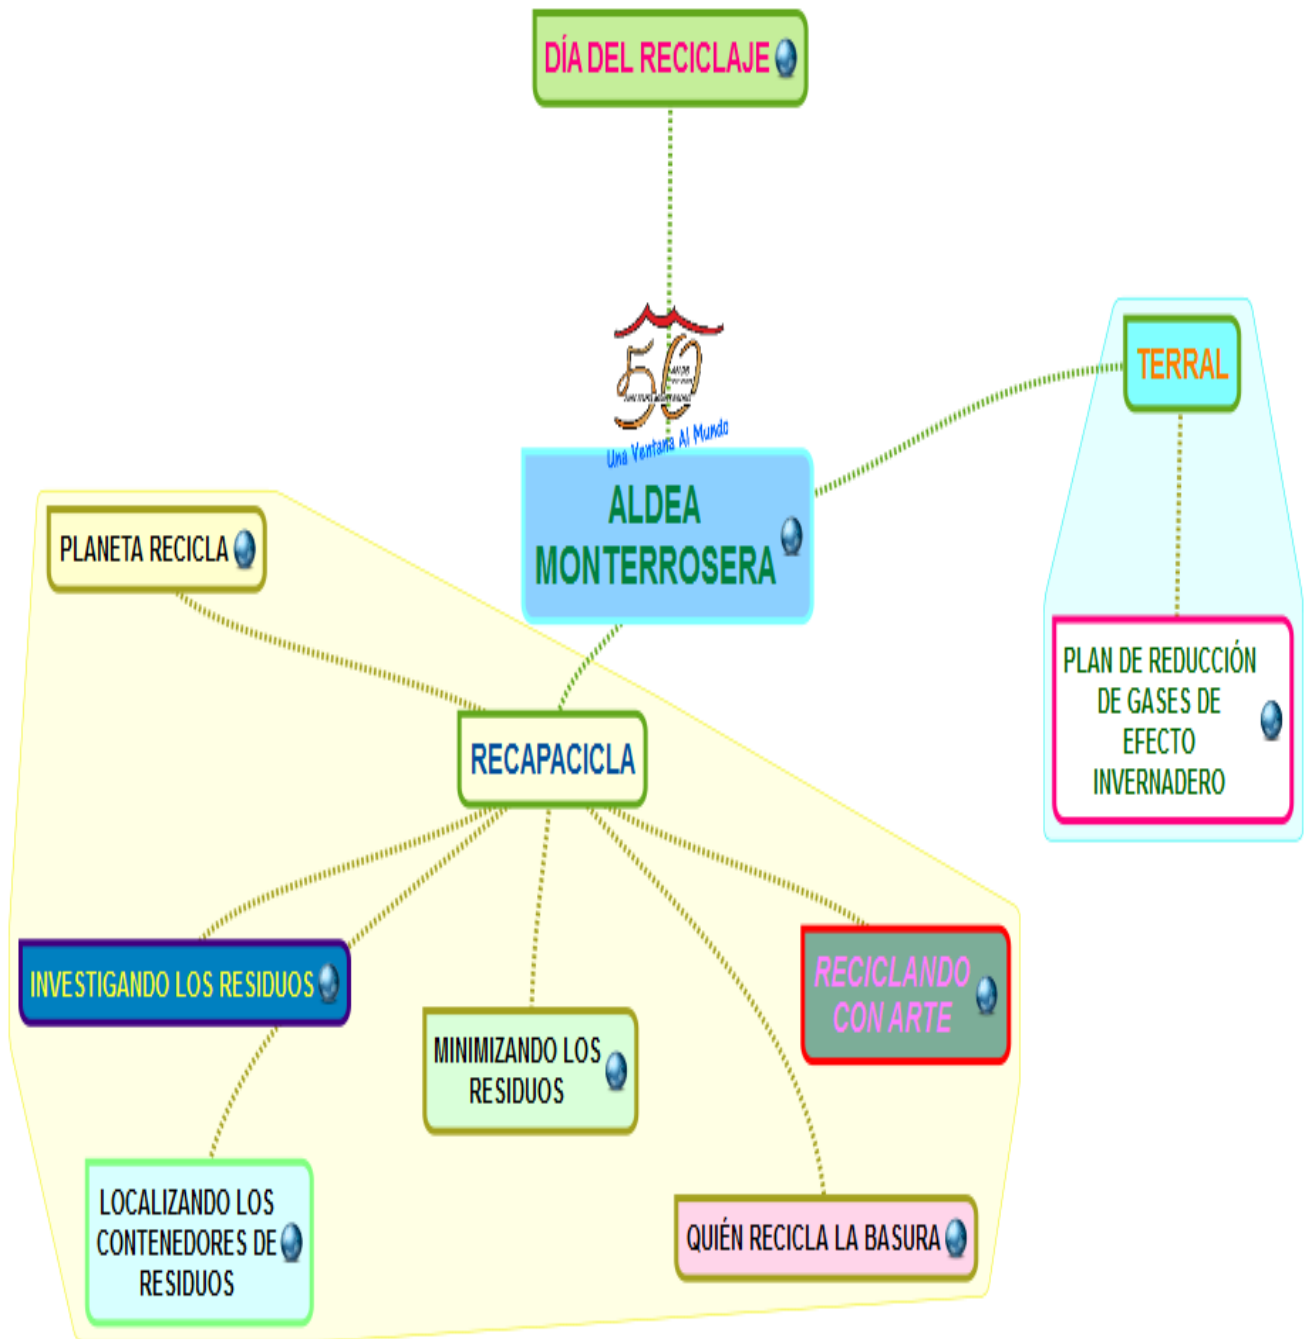 DÍA DEL RECICLAJE
50
AÑOS
Una Ventana Al Mundo
TERRAL
ALDEA
MONTERROSERA
PLANETA RECICLA
PLAN DE REDUCCIÓN
DE GASES DE
EFECTO
INVERNADERO
RECAPACICLA
INVESTIGANDO LOS RESIDUOS
RECICLANDO
CON ARTE
MINIMIZANDO LOS
RESIDUOS
LOCALIZANDO LOS
CONTENEDORES DE
RESIDUOS
QUIÉN RECICLA LA BASURA